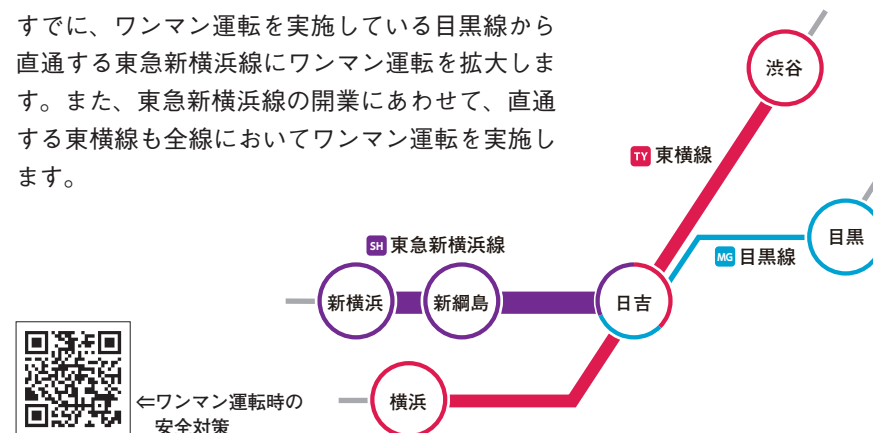 すでに、ワンマン運転を実施している目黒線から
直通する東急新横浜線にワンマン運転を拡大しま
す。また、東急新横浜線の開業にあわせて、直通
する東横線も全線においてワンマン運転を実施し
ます。
渋谷
TY 東横線
目黒
MG 目黒線
SH 東急新横浜線
新横浜
新綱島
日吉
横浜
⇐ワンマン運転時の
安全対策